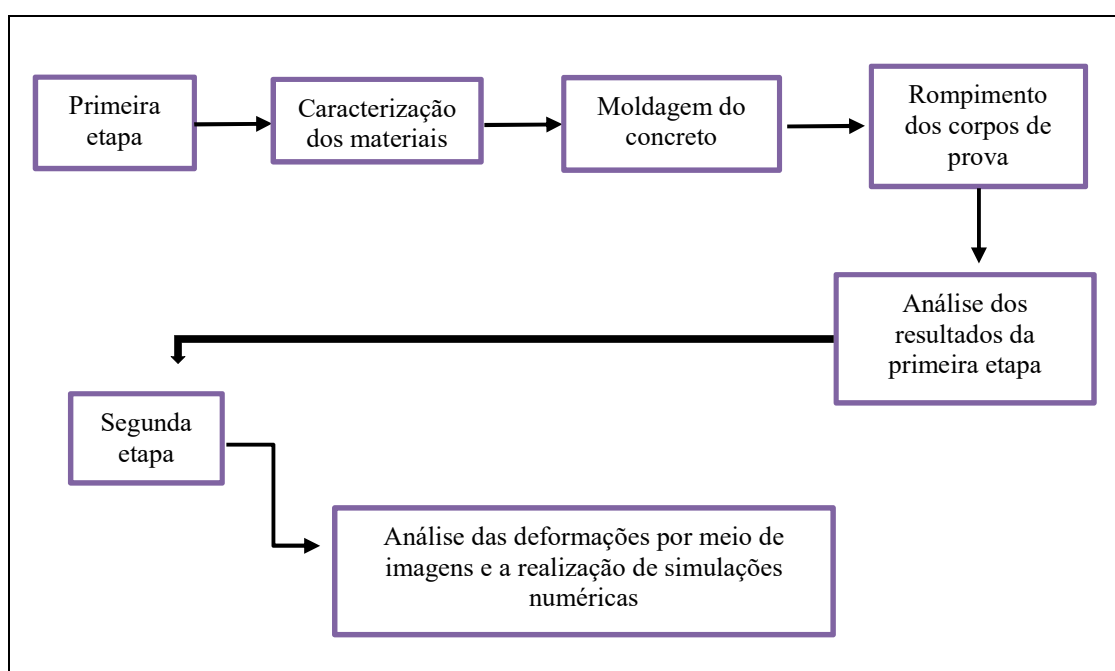 Primeira
etapa
Caracterização
dos materiais
Moldagem do
concreto
Rompimento
dos corpos de
prova
Análise dos
resultados da
primeira etapa
Segunda
etapa
Análise das deformações por meio de
imagens e a realização de simulações
numéricas